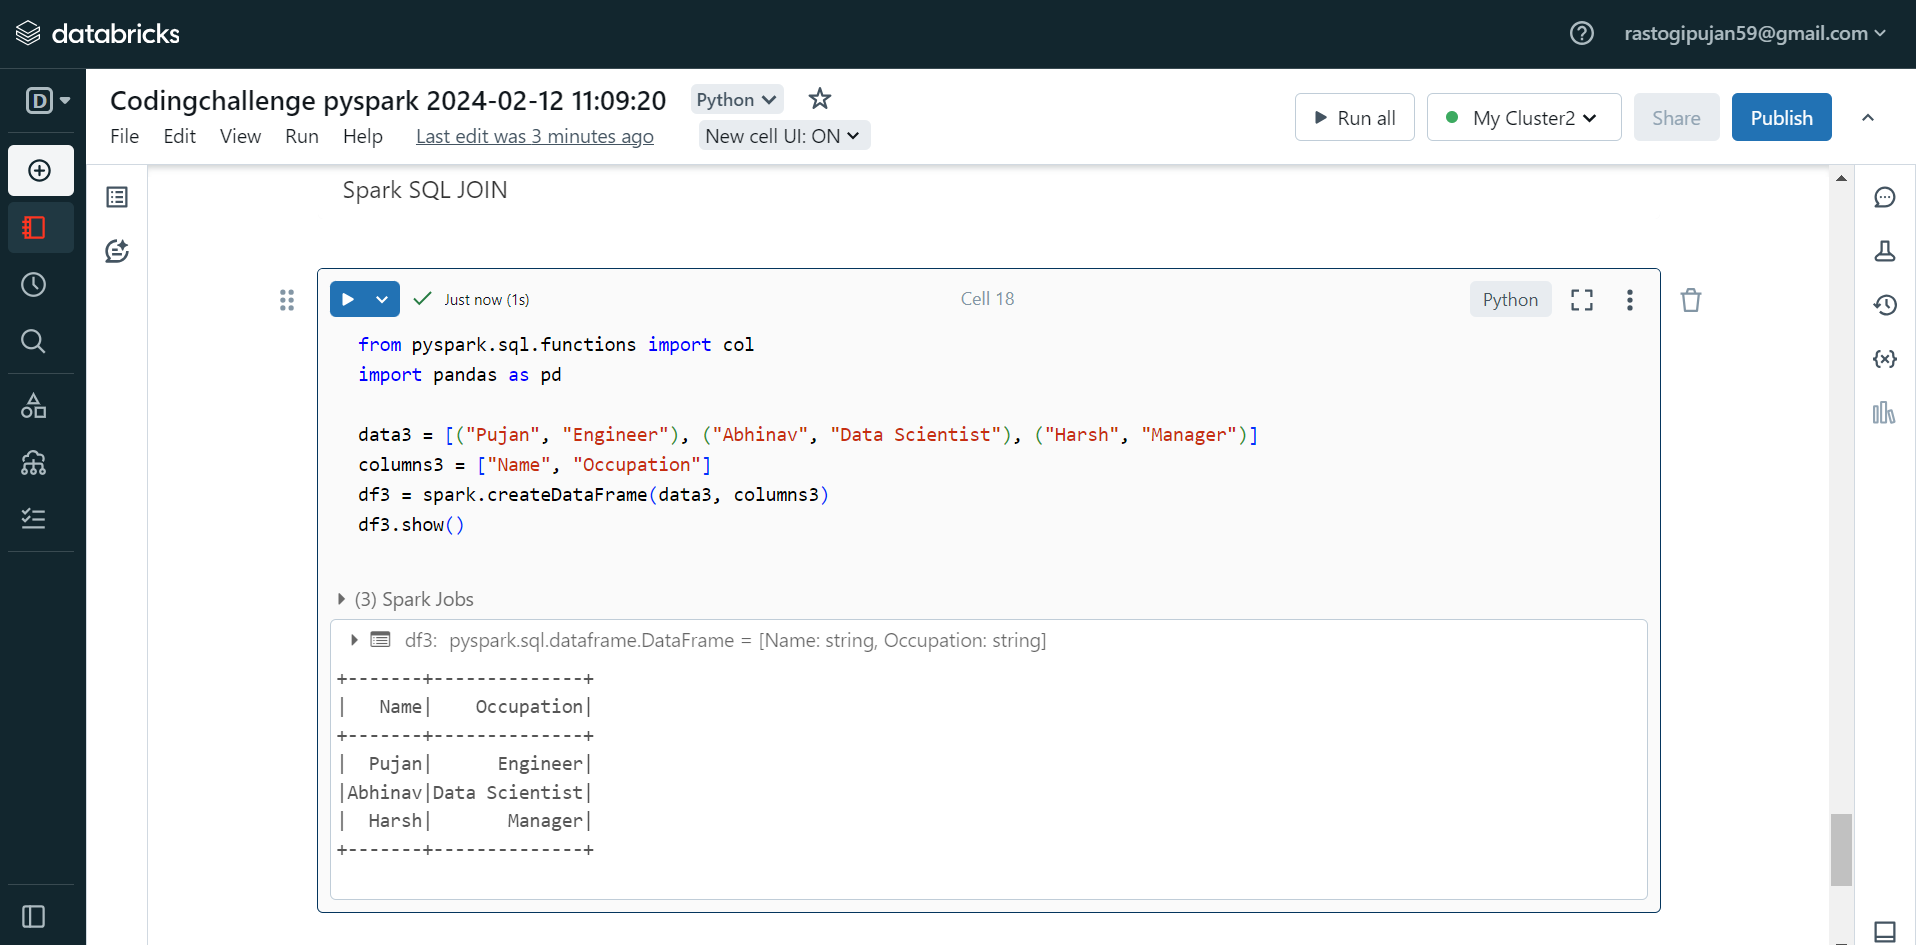 databricks
rastogipujan59@gmail.com
D
Codingchallenge pyspark 2024-02-12 11:09:20
Python
File Edit View Run Help Last edit was 3 minutes ago
New cell UI: ON
Run all
My Cluster2
Share
Publish
Spark SQL JOIN
Just now (1s)
Cell 18
Python
from pyspark.sql.functions import col
import pandas as pd
data3 = [("Pujan", "Engineer"), ("Abhinav", "Data Scientist"), ("Harsh", "Manager")]
columns3 = ["Name", "Occupation"]
df3 = spark.createDataFrame(data3, columns3)
df3.show()
(3) Spark Jobs
df3: pyspark.sql.dataframe.DataFrame = [Name: string, Occupation: string]
+-------+--------------+
|   Name|    Occupation|
+-------+--------------+
|  Pujan|      Engineer|
|Abhinav|Data Scientist|
|  Harsh|       Manager|
+-------+--------------+